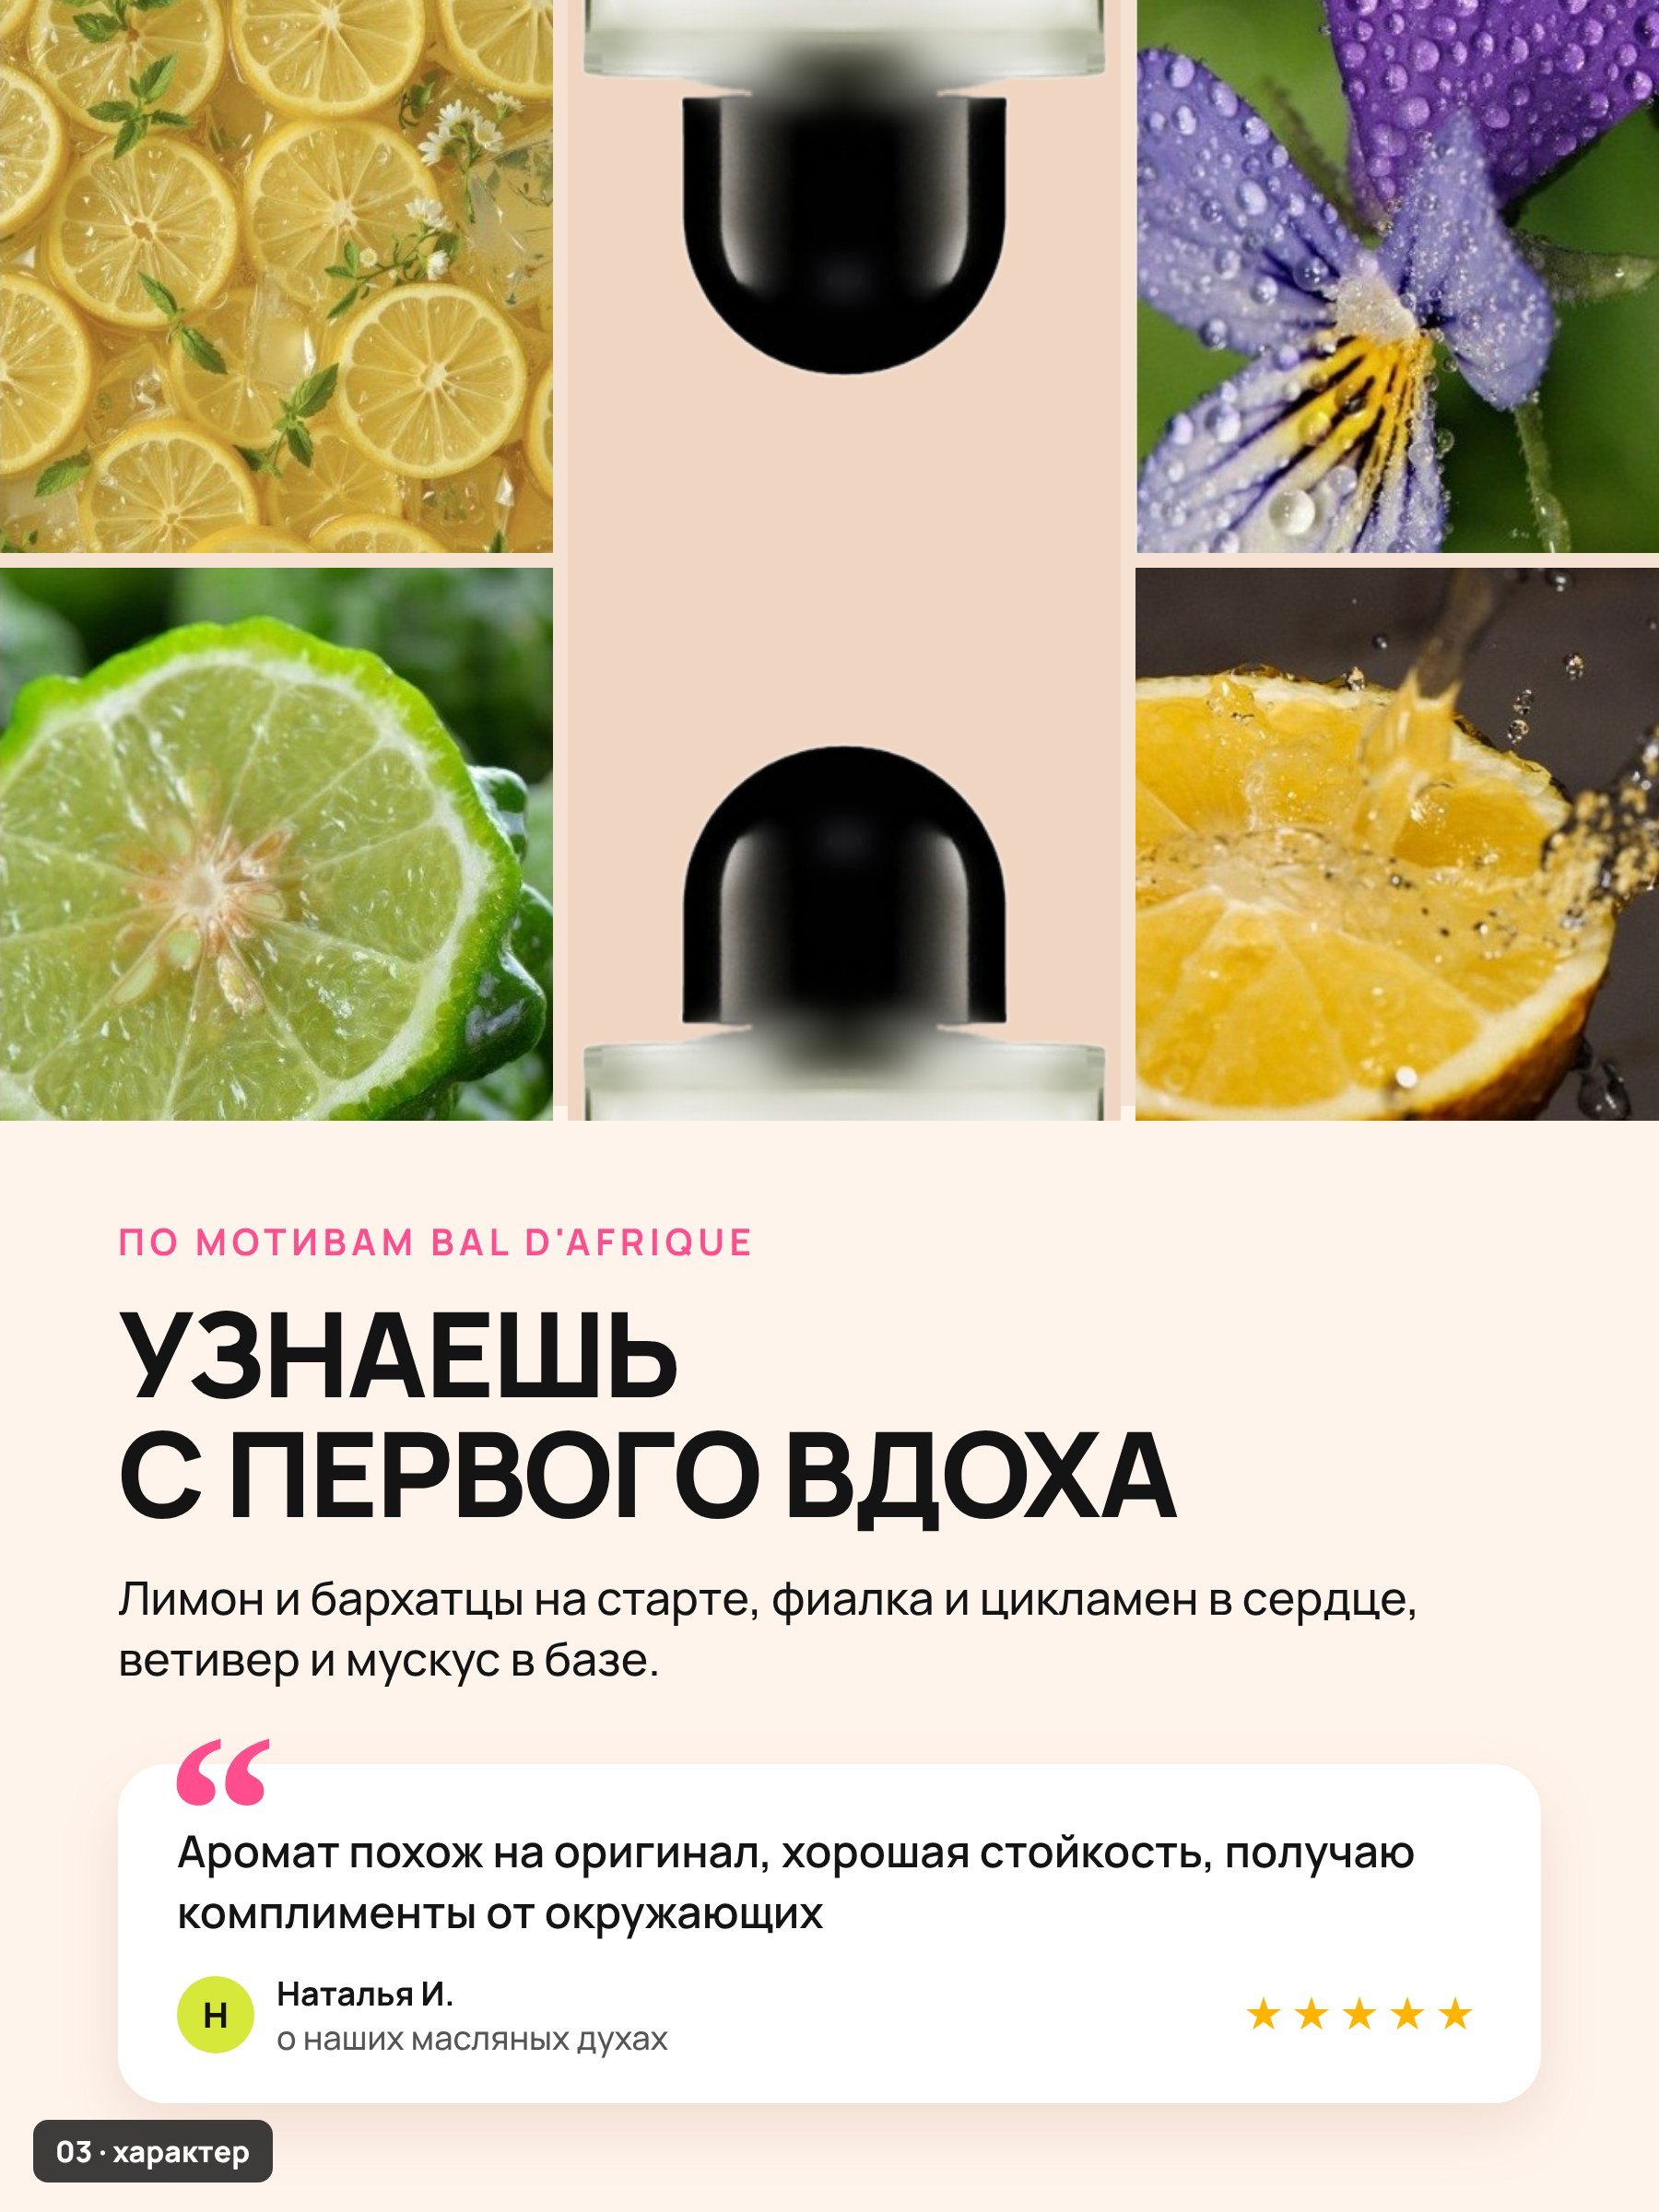 ПО МОТИВАМ BAL D'AFRIQUE
УЗНАЕШЬ
С ПЕРВОГО ВДОХА
Лимон и бархатцы на старте, фиалка и цикламен в сердце,
ветивер и мускус в базе.
“
Аромат похож на оригинал, хорошая стойкость, получаю
комплименты от окружающих
Н
Наталья И.
о наших масляных духах
★★★★★
03 · характер